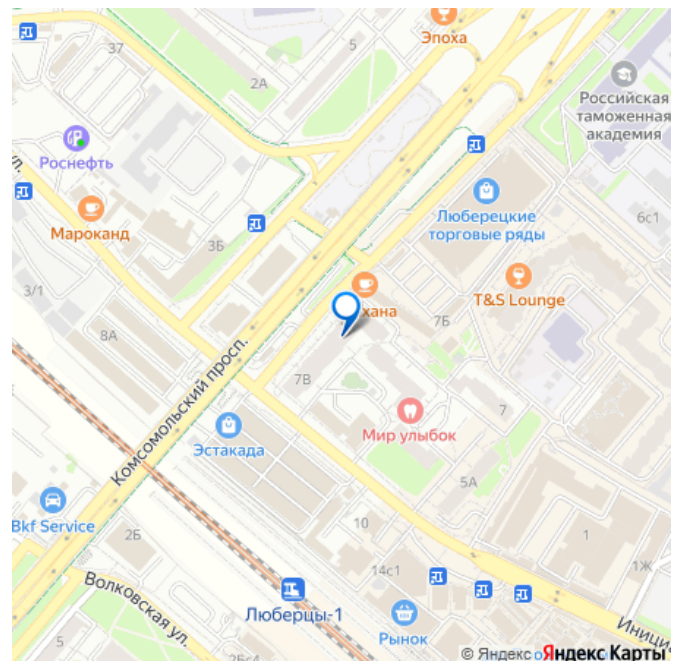 Эпоха
37
5
2А
Российская
таможенная
академия
Роснефть
ул.
Мароканд
3Б
Люберецкие
торговые ряды
6с1
3/1
T&S Lounge
хана
7Б
8А
Комсомольский просп.
7В
7
Мир улыбок
Эстакада
5А
Bkf Service
2Б
10
1
14с1
1Ж
Волковская ул.
Люберцы-1
Рынок
5
© Яндекс
Яндекс Карты